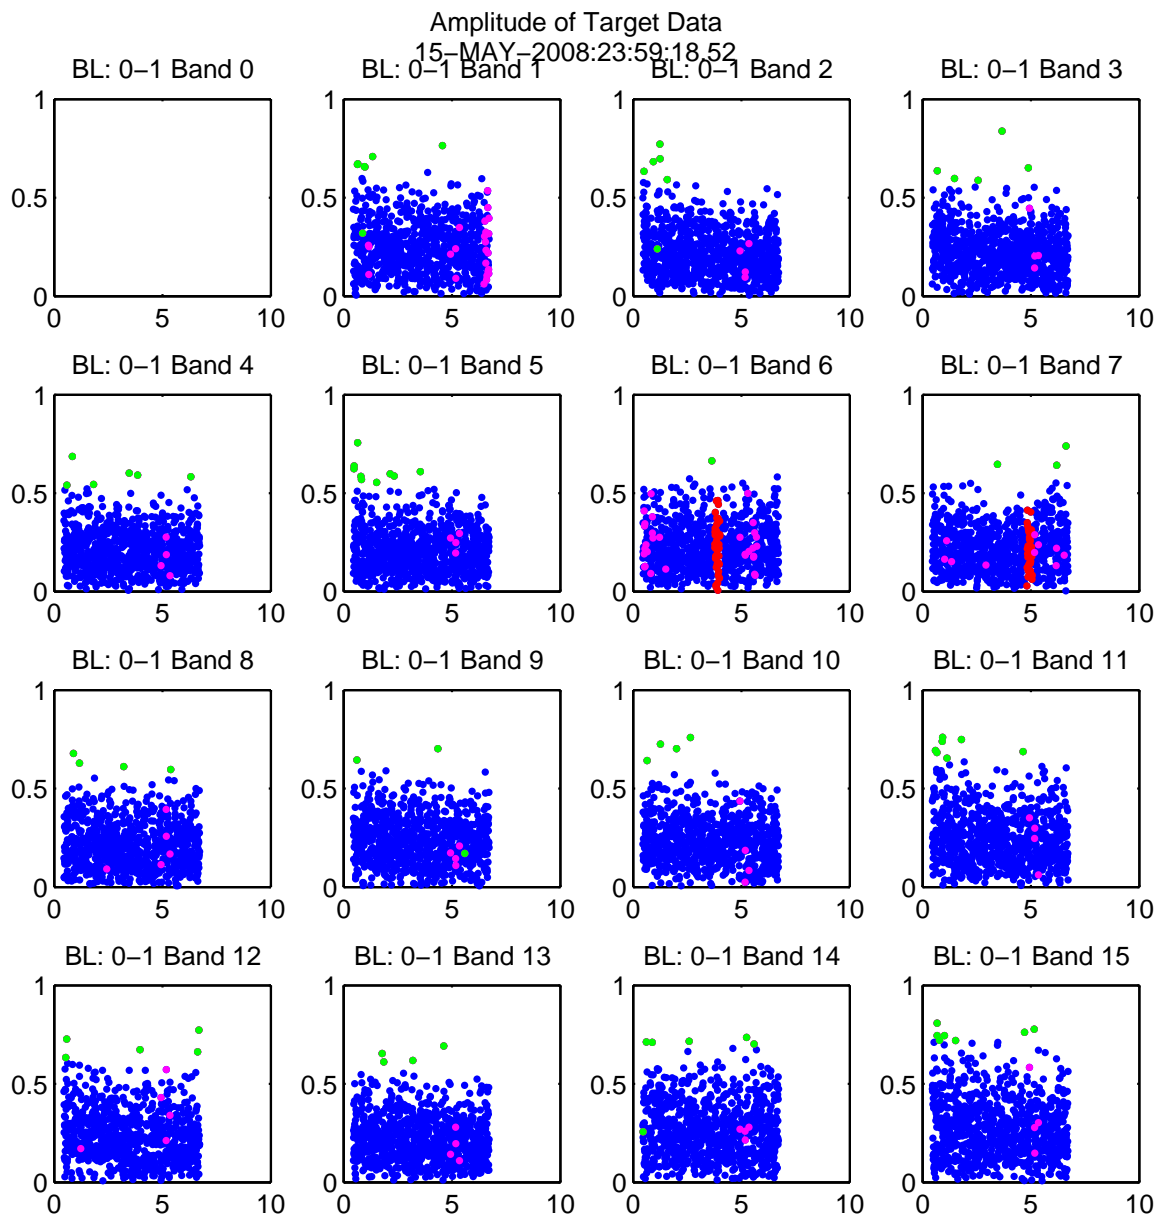 Amplitude of Target Data
15−MAY−2008:23:59:18.52
BL: 0−1 Band 0 BL: 0−1 Band 1 BL: 0−1 Band 2 BL: 0−1 Band 3
1 1 1 1
0.5 0.5 0.5 0.5
0 0 0 0
0 5 10 0 5 10 0 5 10 0 5 10
BL: 0−1 Band 4 BL: 0−1 Band 5 BL: 0−1 Band 6 BL: 0−1 Band 7
1 1 1 1
0.5 0.5 0.5 0.5
0 0 0 0
0 5 10 0 5 10 0 5 10 0 5 10
BL: 0−1 Band 8 BL: 0−1 Band 9 BL: 0−1 Band 10 BL: 0−1 Band 11
1 1 1 1
0.5 0.5 0.5 0.5
0 0 0 0
0 5 10 0 5 10 0 5 10 0 5 10
BL: 0−1 Band 12 BL: 0−1 Band 13 BL: 0−1 Band 14 BL: 0−1 Band 15
1 1 1 1
0.5 0.5 0.5 0.5
0 0 0 0
0 5 10 0 5 10 0 5 10 0 5 10